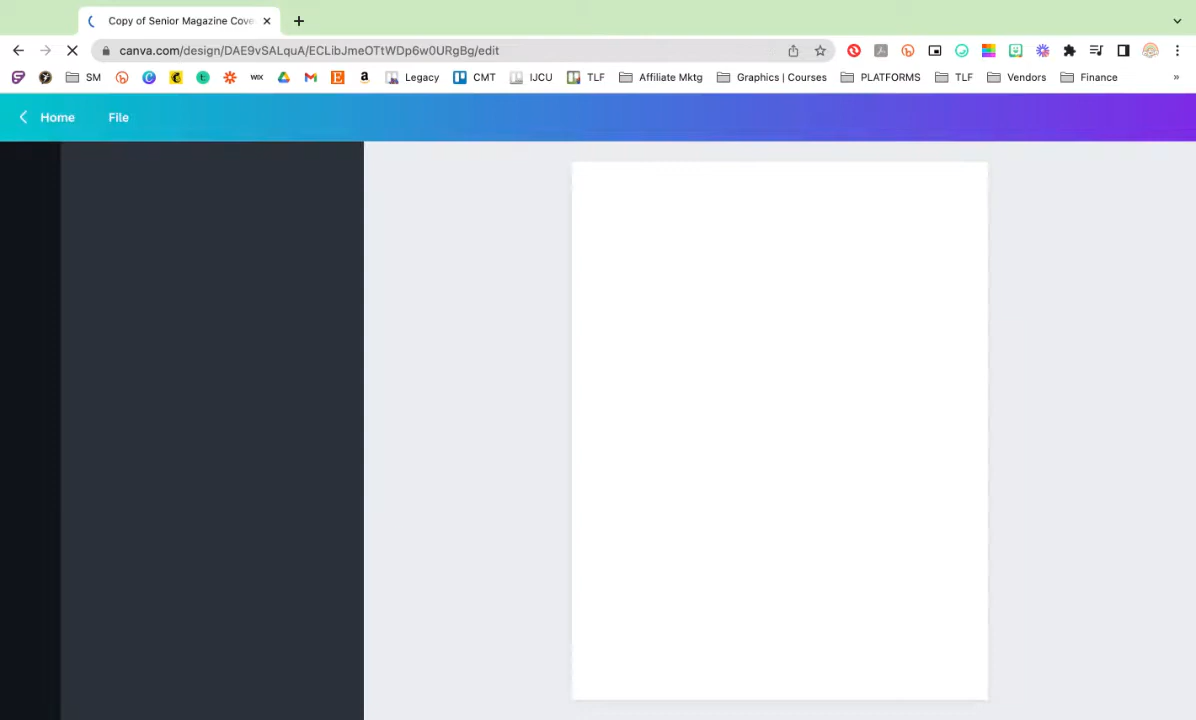 Copy of Senior Magazine Cove
canva.com/design/DAE9vSALquA/ECLibJmeOTtWDp6w0URgBg/edit
SM WX a Legacy CMT IJCU TLF Affiliate Mktg Graphics | Courses PLATFORMS TLF Vendors Finance »
Home File